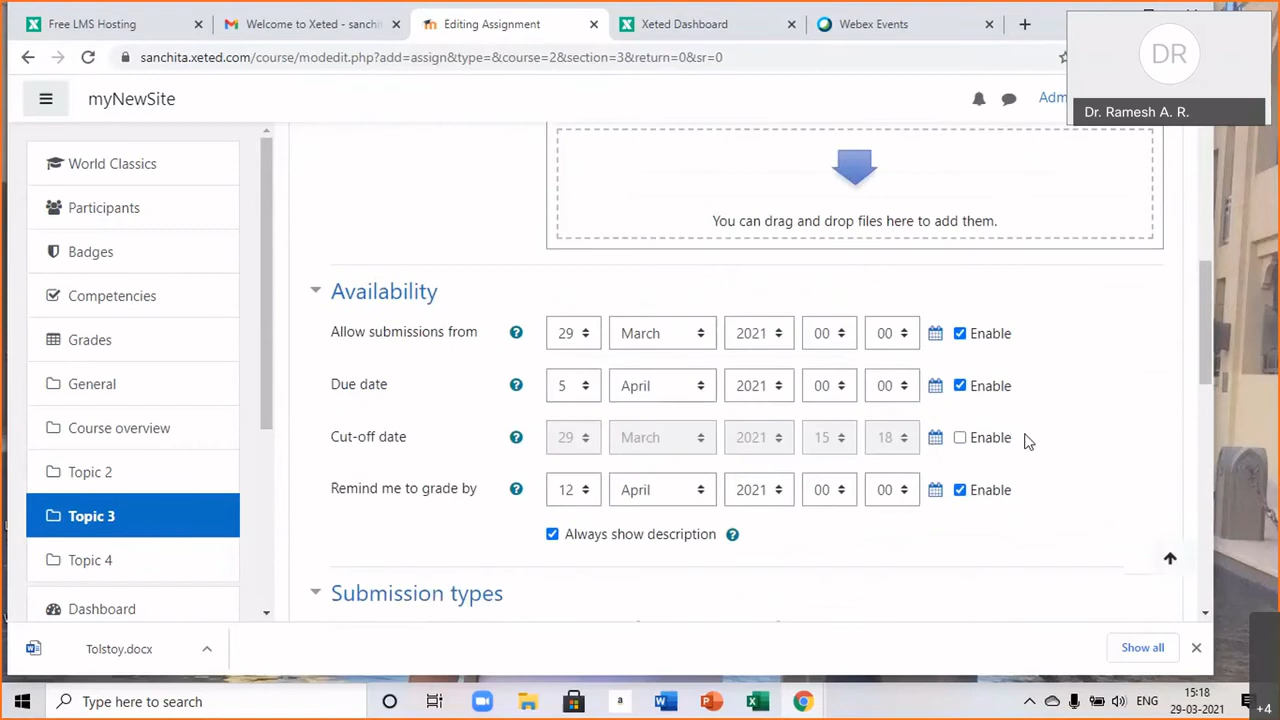 Free LMS Hosting
Welcome to Xeted - sanchit
Editing Assignment
Xeted Dashboard
Webex Events
sanchita.xeted.com/course/modedit.php?add=assign&type=&course=2&section=3&return=0&sr=0
DR
Dr. Ramesh A. R.
myNewSite
Adm
World Classics
Participants
Badges
Competencies
Grades
General
Course overview
Topic 2
Topic 3
Topic 4
Dashboard
You can drag and drop files here to add them.
Availability
Allow submissions from ? 29 March 2021 00 00 Enable
Due date ? 5 April 2021 00 00 Enable
Cut-off date ? 29 March 2021 15 18 Enable
Remind me to grade by ? 12 April 2021 00 00 Enable
Always show description ?
Submission types
Tolstoy.docx
Show all
Type here to search
a
ENG
15:18
29-03-2021
+4